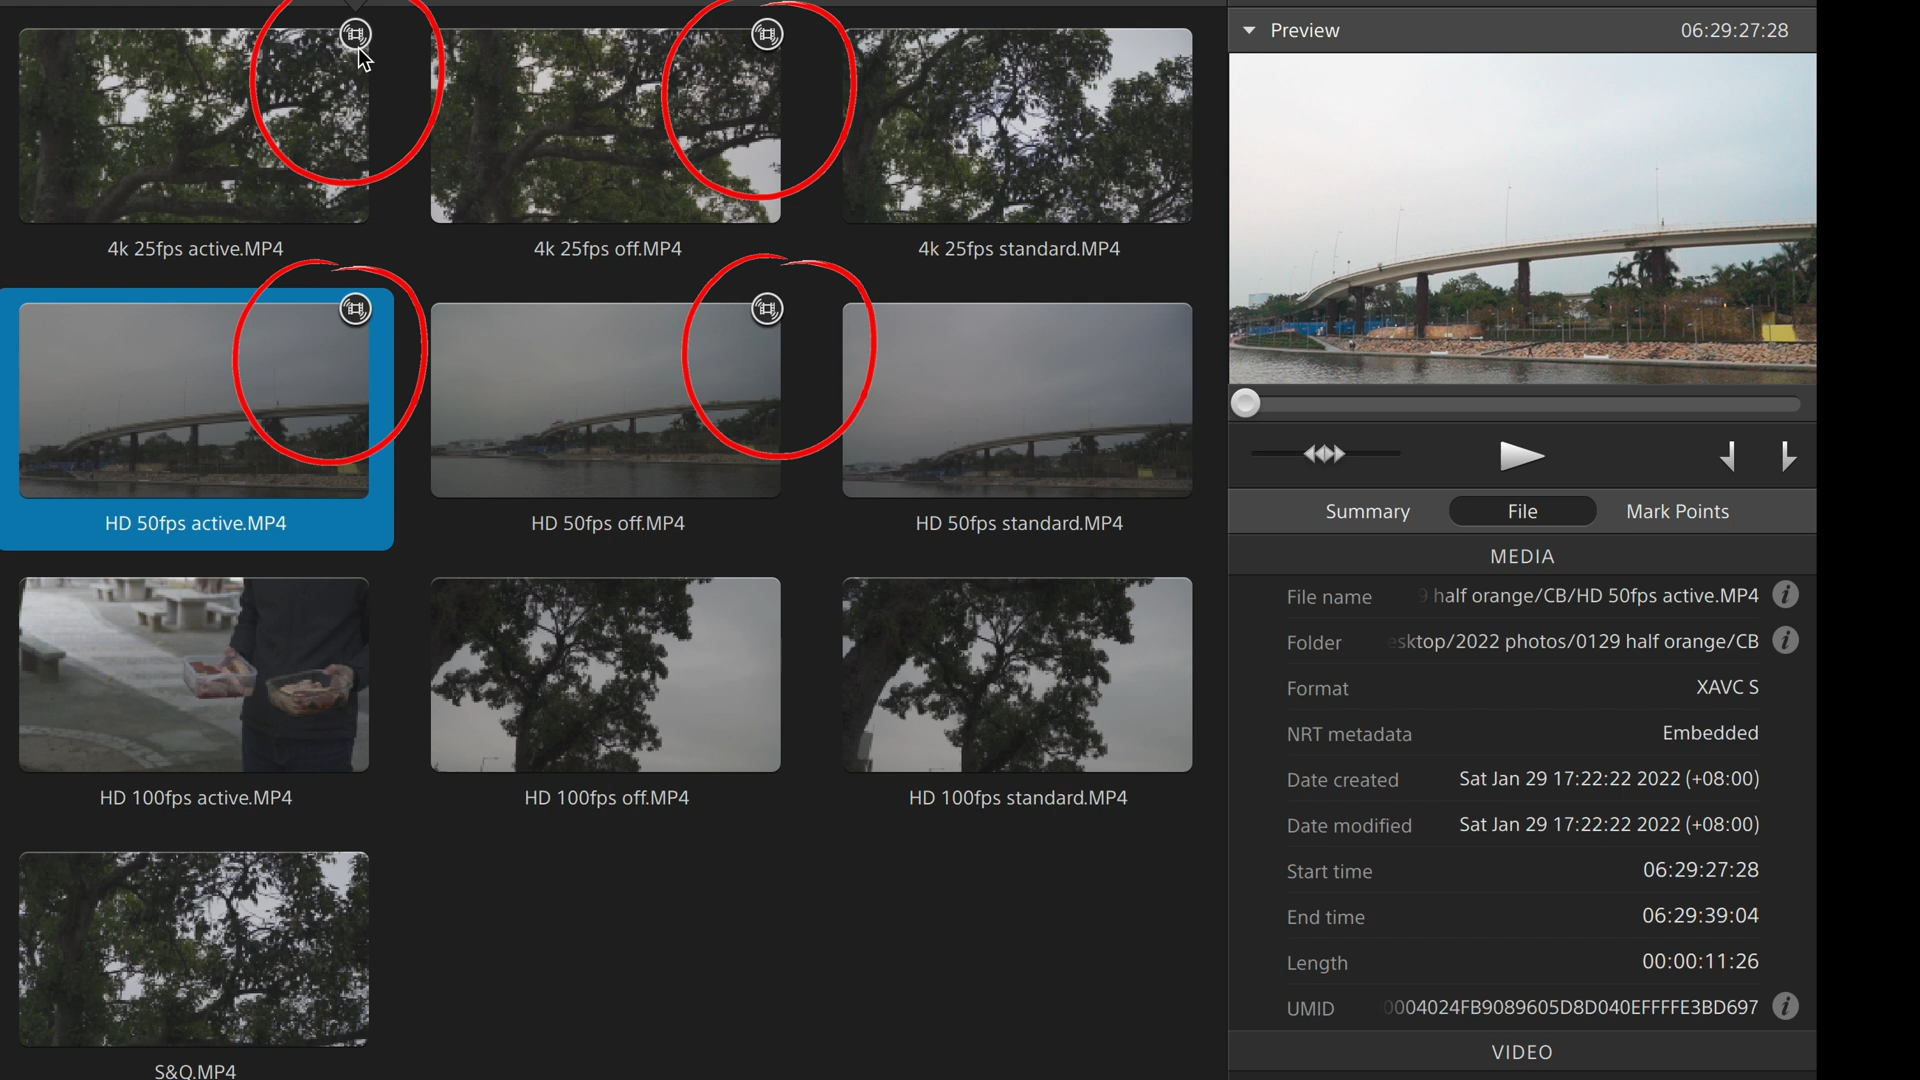 Preview 06:29:27:28
4k 25fps active.MP4 4k 25fps off.MP4 4k 25fps standard.MP4
HD 50fps active.MP4 HD 50fps off.MP4 HD 50fps standard.MP4
HD 100fps active.MP4 HD 100fps off.MP4 HD 100fps standard.MP4
S&Q.MP4
Summary File Mark Points
MEDIA
File name 9 half orange/CB/HD 50fps active.MP4
Folder esktop/2022 photos/0129 half orange/CB
Format XAVC S
NRT metadata Embedded
Date created Sat Jan 29 17:22:22 2022 (+08:00)
Date modified Sat Jan 29 17:22:22 2022 (+08:00)
Start time 06:29:27:28
End time 06:29:39:04
Length 00:00:11:26
UMID 0004024FB9089605D8D040EFFFFE3BD697
VIDEO